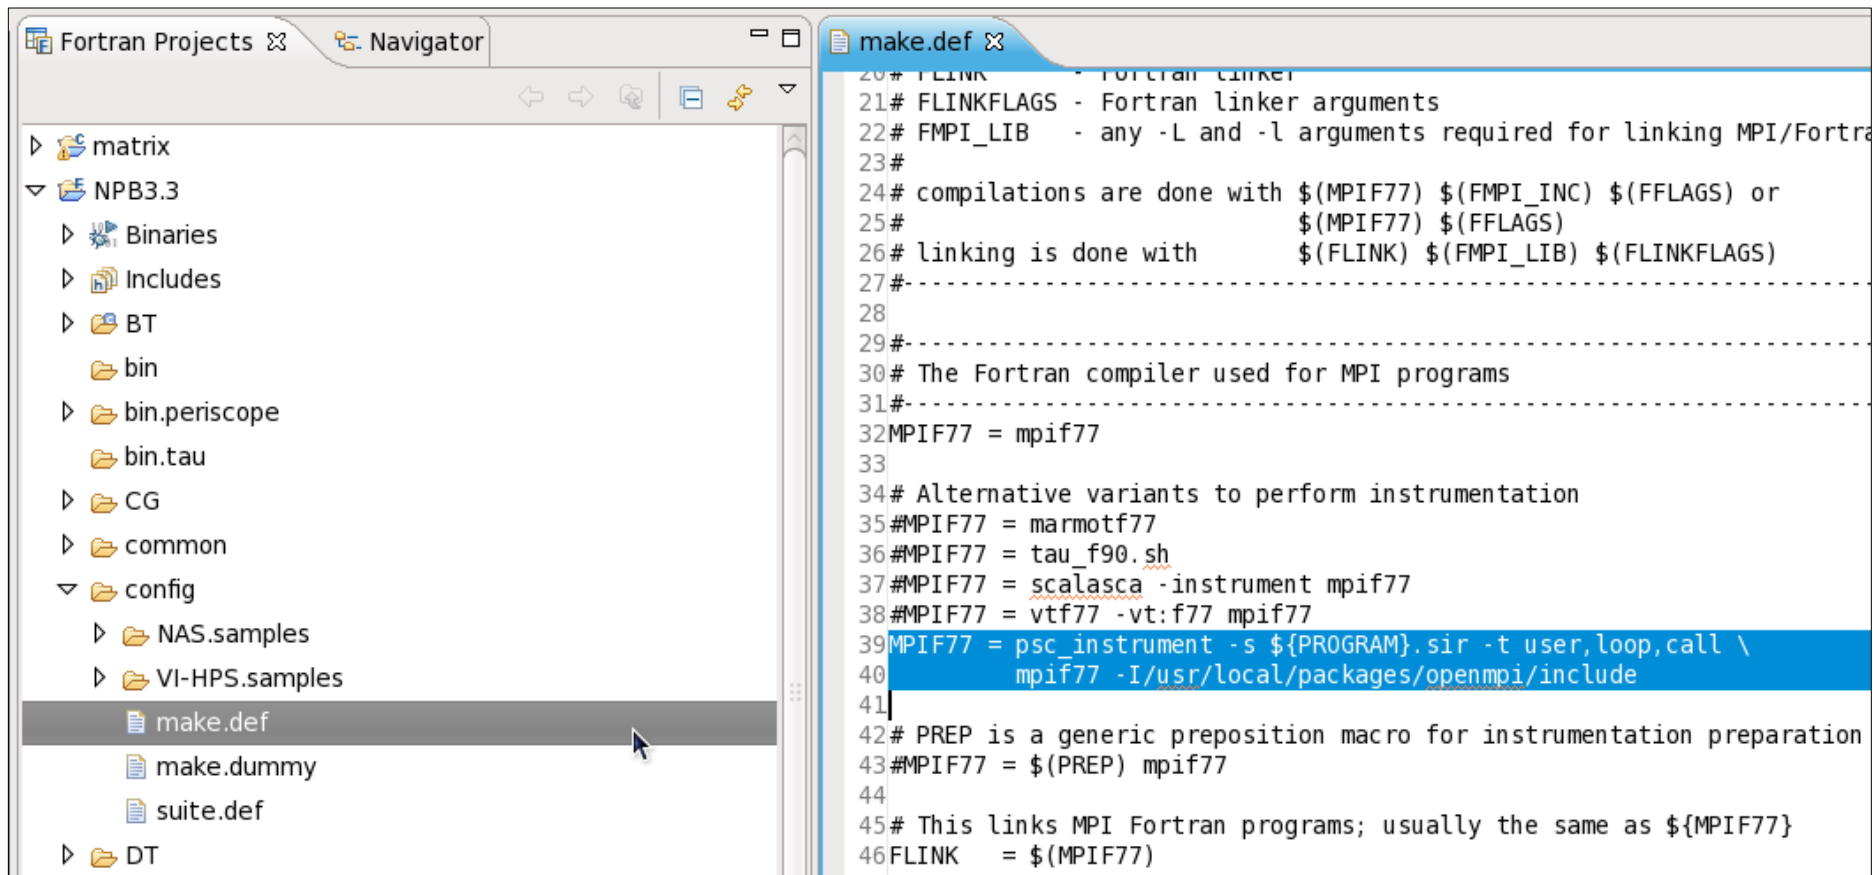 Fortran Projects
Navigator
matrix
NPB3.3
Binaries
Includes
BT
bin
bin.periscope
bin.tau
CG
common
config
NAS.samples
VI-HPS.samples
make.def
make.dummy
suite.def
DT
make.def
20# FLINK      - Fortran linker
21# FLINKFLAGS - Fortran linker arguments
22# FMPI_LIB   - any -L and -l arguments required for linking MPI/Fortra
23#
24# compilations are done with $(MPIF77) $(FMPI_INC) $(FFLAGS) or
25#                            $(MPIF77) $(FFLAGS)
26# linking is done with       $(FLINK) $(FMPI_LIB) $(FLINKFLAGS)
27#--------------------------------------------------------------------
28
29#--------------------------------------------------------------------
30# The Fortran compiler used for MPI programs
31#--------------------------------------------------------------------
32MPIF77 = mpif77
33
34# Alternative variants to perform instrumentation
35#MPIF77 = marmotf77
36#MPIF77 = tau_f90.sh
37#MPIF77 = scalasca -instrument mpif77
38#MPIF77 = vtf77 -vt:f77 mpif77
39MPIF77 = psc_instrument -s ${PROGRAM}.sir -t user,loop,call \
40         mpif77 -I/usr/local/packages/openmpi/include
41
42# PREP is a generic preposition macro for instrumentation preparation
43#MPIF77 = $(PREP) mpif77
44
45# This links MPI Fortran programs; usually the same as ${MPIF77}
46FLINK   = $(MPIF77)